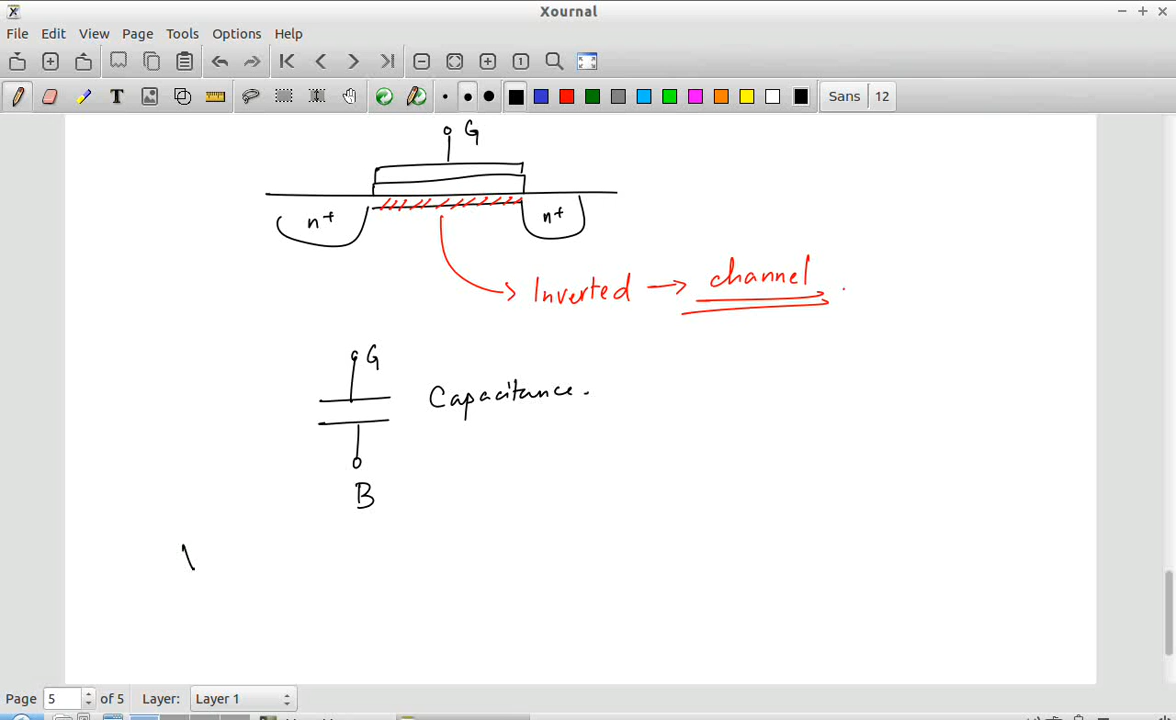 Xournal
File Edit View Page Tools Options Help
Sans 12
G
n+ n+
Inverted → channel.
G
Capacitance.
B
\
Page 5 of 5 Layer: Layer 1